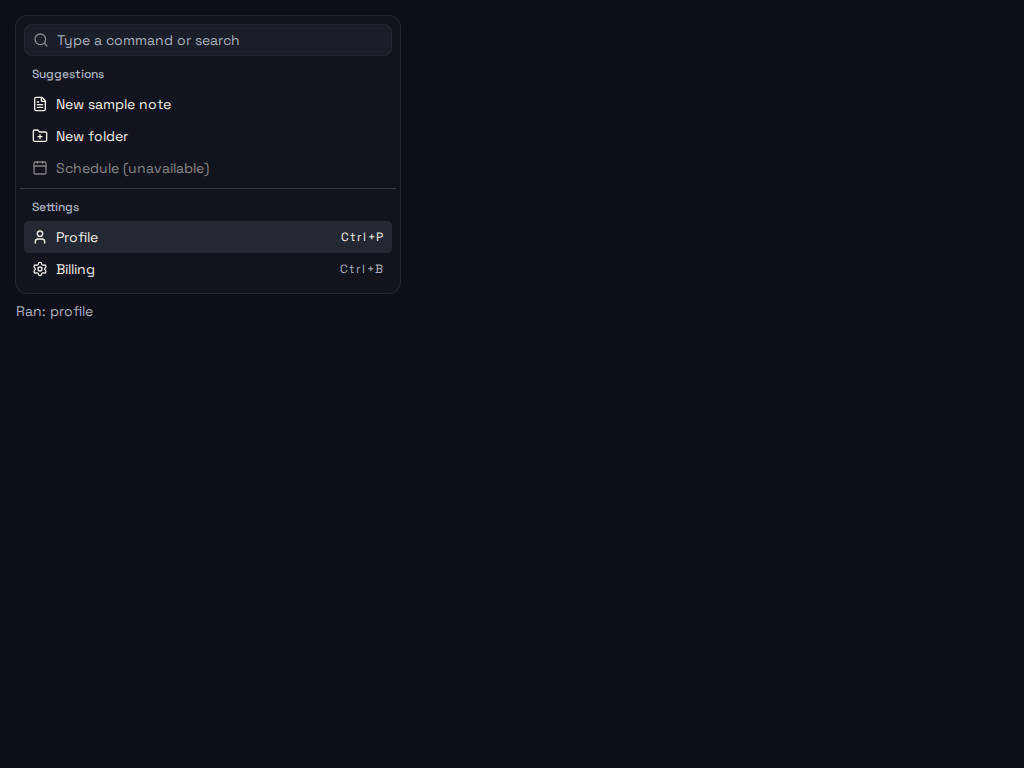 Type a command or search
Suggestions
New sample note
New folder
Schedule (unavailable)
Settings
Profile Ctrl+P
Billing Ctrl+B
Ran: profile